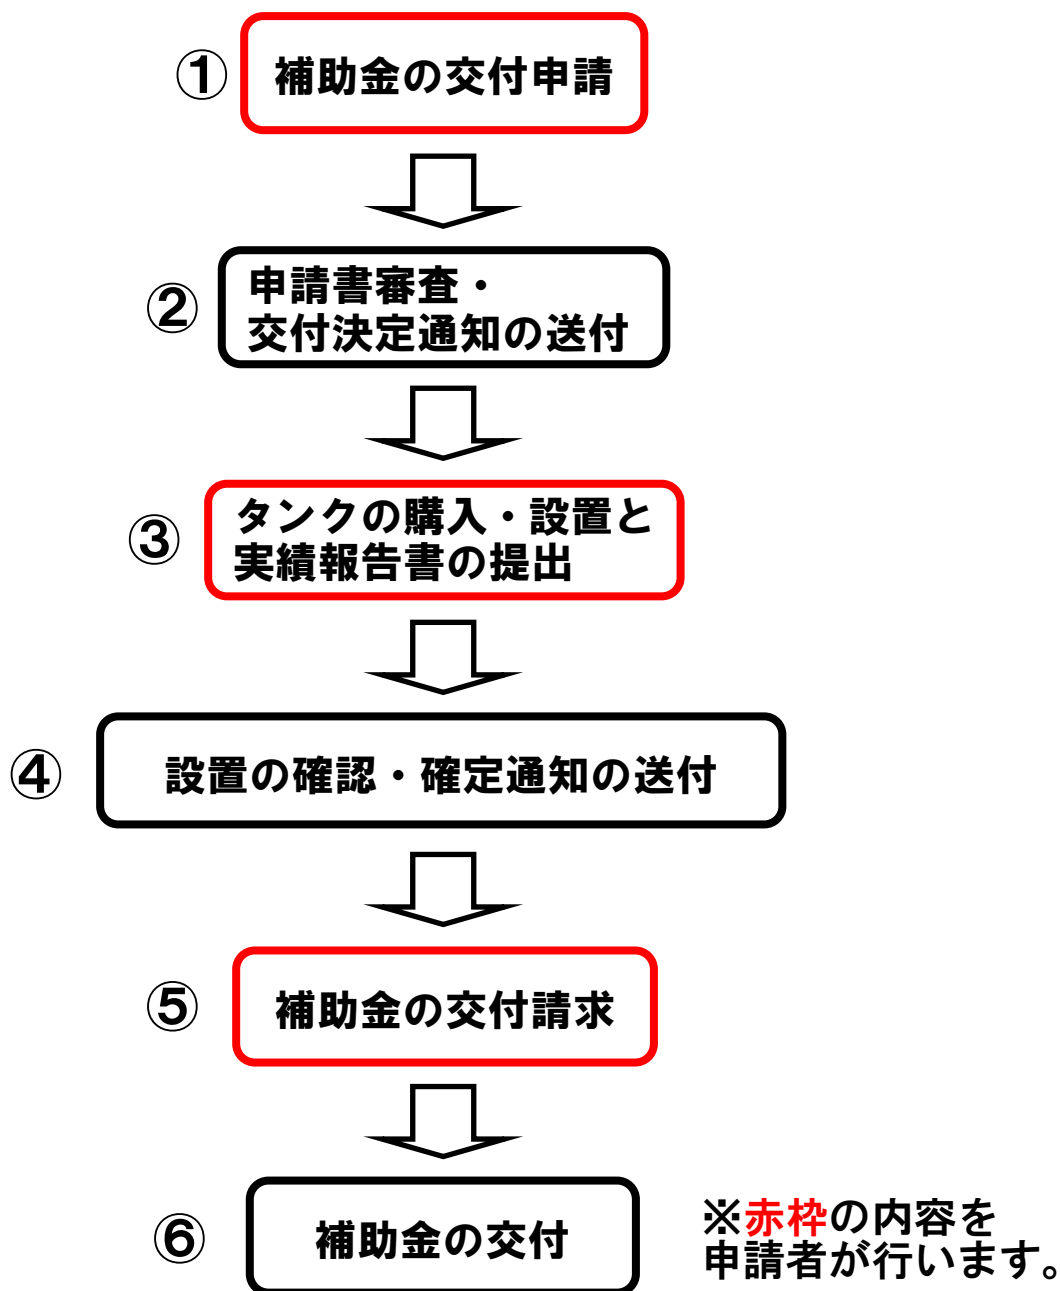 ① 補助金の交付申請
② 申請書審査・
交付決定通知の送付
③ タンクの購入・設置と
実績報告書の提出
④ 設置の確認・確定通知の送付
⑤ 補助金の交付請求
⑥ 補助金の交付
※赤枠の内容を
申請者が行います。